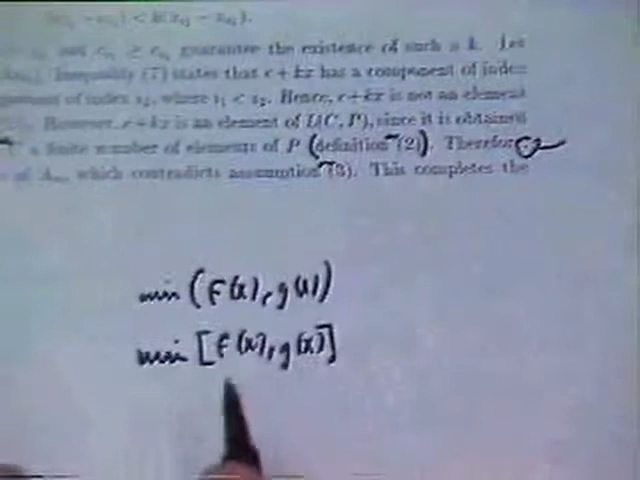 guarantee the existence of such a k. Let
Inequality (7) states that c + kx has a component of index
of index i₂, where i₁ < i₂. Hence, c + kx is not an element
However, c + kx is an element of L(C, P), since it is obtained
a finite number of elements of P (definition (2)). Therefore
of which contradicts assumption (3). This completes the
min (f(x), g(x))
min [f(x), g(x)]